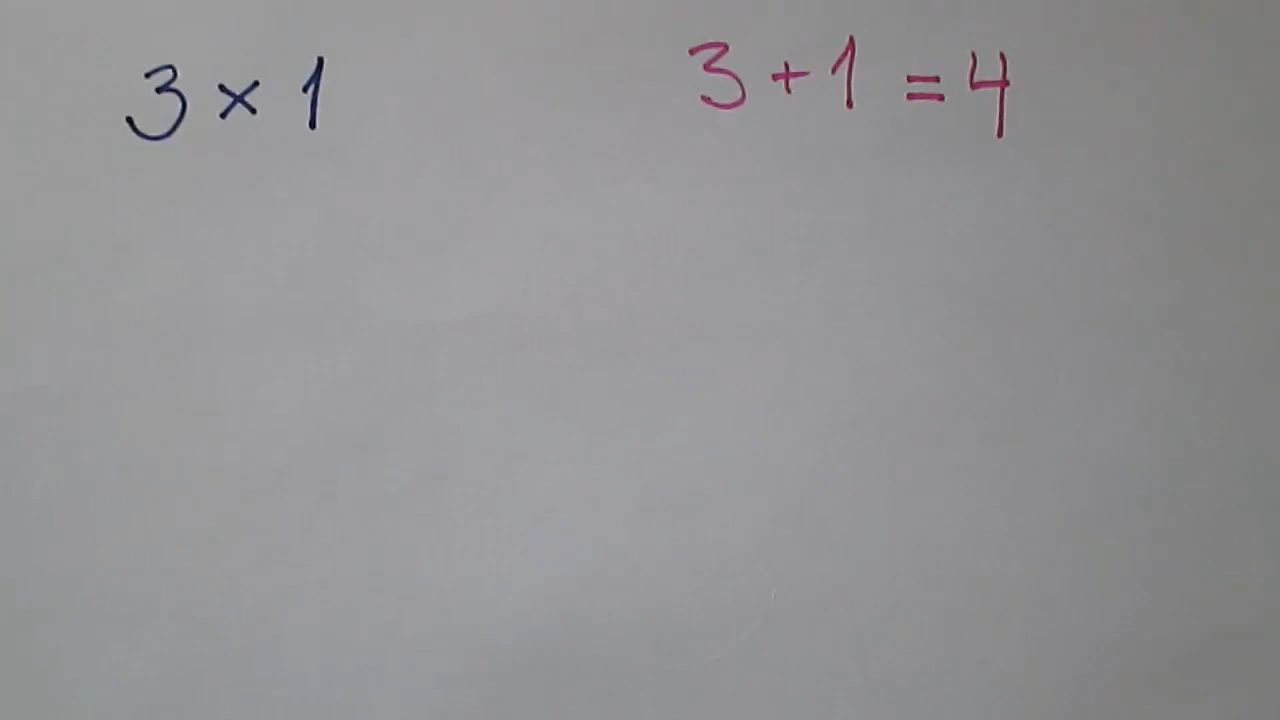 3 × 1
3 + 1 = 4